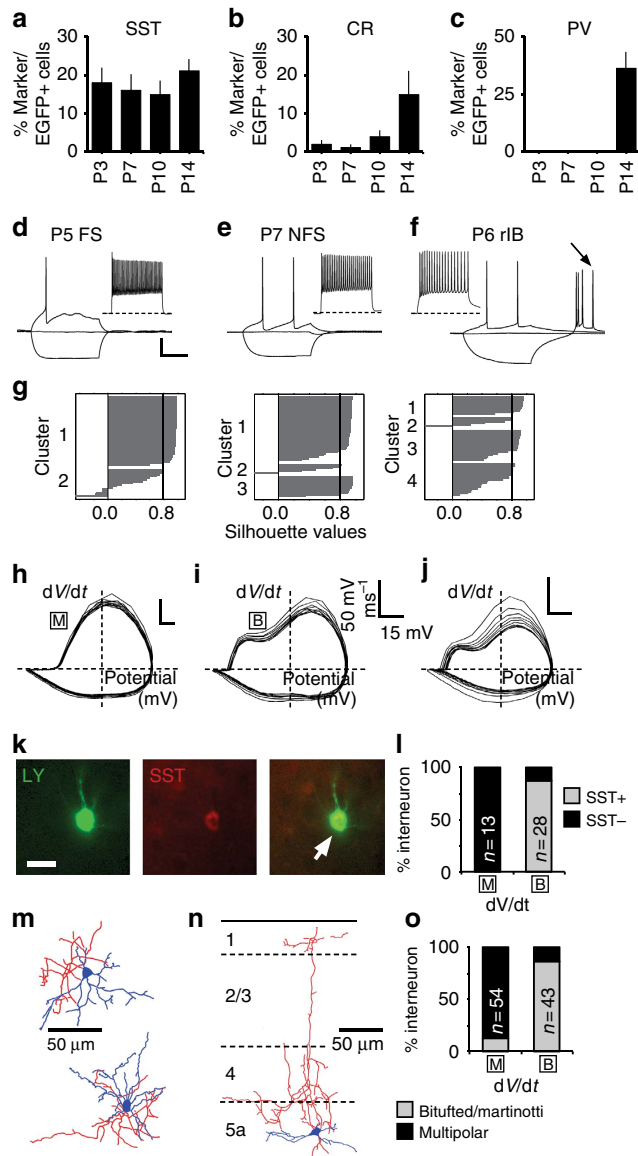 a SST
% Marker/
EGFP+ cells
30
20
10
0
P3 P7 P10 P14
b CR
% Marker/
EGFP+ cells
30
20
10
0
P3 P7 P10 P14
c PV
% Marker/
EGFP+ cells
50
25
0
P3 P7 P10 P14
d P5 FS
e P7 NFS
f P6 rIB
g
Cluster
1
2
0.0 0.8
Cluster
1
2
3
0.0 0.8
Cluster
1
2
3
4
0.0 0.8
Silhouette values
h dV/dt
M
Potential
(mV)
i dV/dt
B
50 mV
ms−1
15 mV
Potential
(mV)
j
Potential
(mV)
k
LY
SST
l
% interneuron
100
50
0
n = 13
n = 28
M B
dV/dt
SST+
SST−
m
50 µm
n
1
2/3
4
5a
50 µm
o
% interneuron
100
50
0
n = 54
n = 43
M B
dV/dt
Bitufted/martinotti
Multipolar